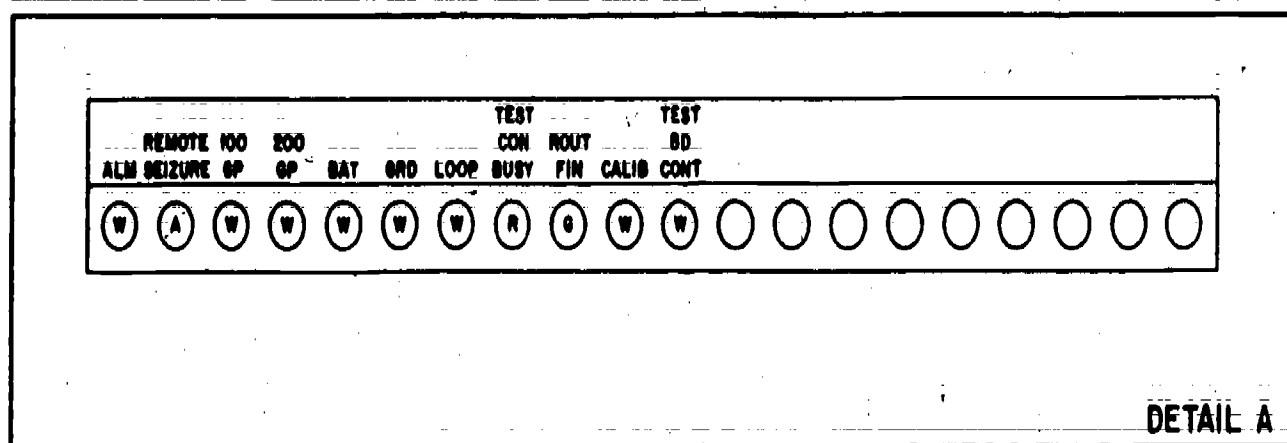 TEST TEST
REMOTE 100 200 CON ROUT BD
ALM SEIZURE GP GP BAT GRD LOOP BUSY FIN CALIB CONT
W A W W W W W R G W W
DETAIL A